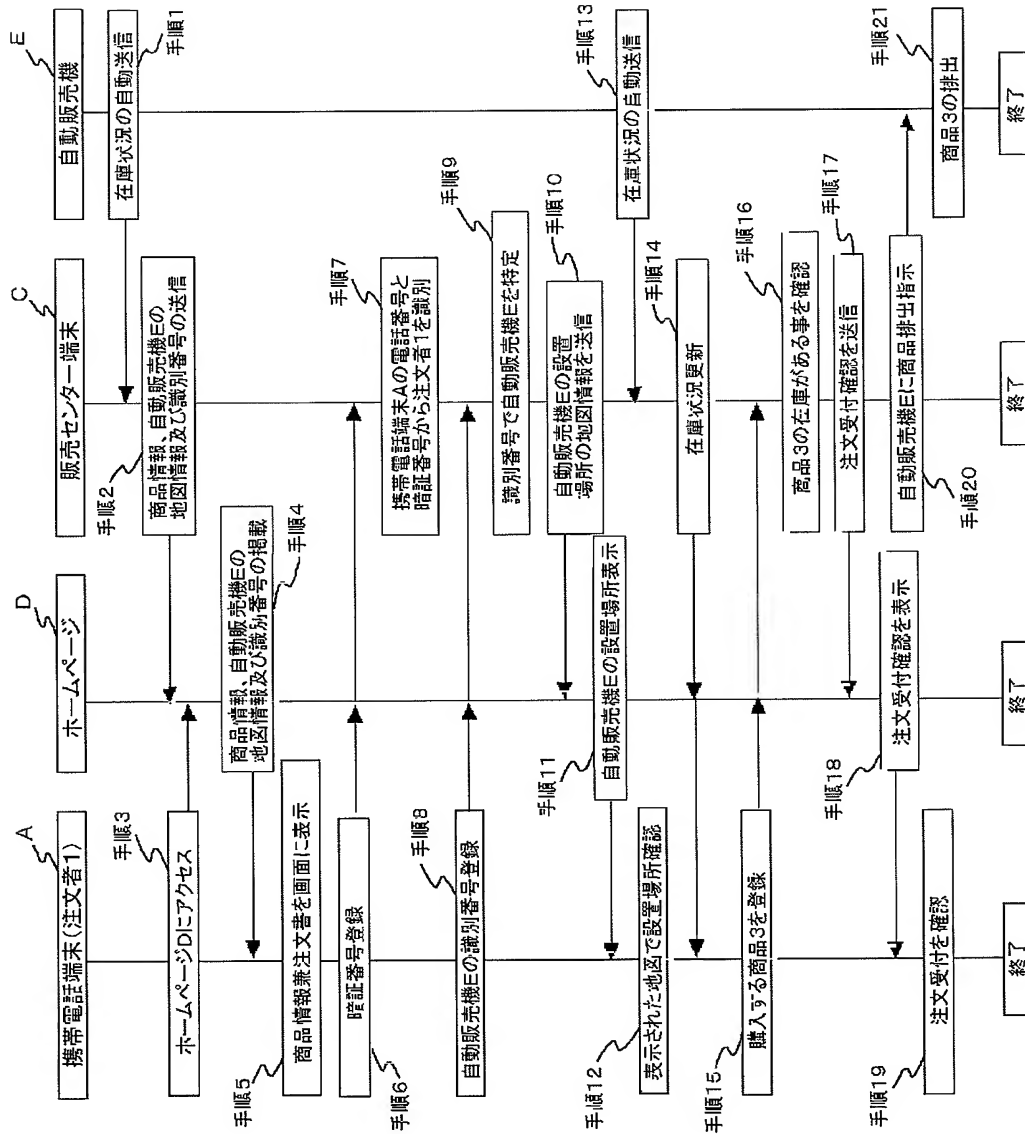 携帯電話端末(注文者1)
A
ホームページ
D
販売センター端末
C
自動販売機
E
在庫状況の自動送信
手順1
手順2
商品情報、自動販売機Eの
地図情報及び識別番号の送信
ホームページDにアクセス
手順3
商品情報、自動販売機Eの
地図情報及び識別番号の掲載
手順4
手順5
商品情報兼注文書を画面に表示
暗証番号登録
手順6
手順7
携帯電話端末Aの電話番号と
暗証番号から注文者1を識別
自動販売機Eの識別番号登録
手順8
手順9
識別番号で自動販売機Eを特定
手順10
自動販売機Eの設置
場所の地図情報を送信
手順11
自動販売機Eの設置場所表示
手順12
表示された地図で設置場所確認
手順13
在庫状況の自動送信
手順14
在庫状況更新
手順15
購入する商品3を登録
手順16
商品3の在庫がある事を確認
手順17
注文受付確認を送信
手順18
注文受付確認を表示
手順19
注文受付を確認
自動販売機Eに商品排出指示
手順20
手順21
商品3の排出
終了
終了
終了
終了